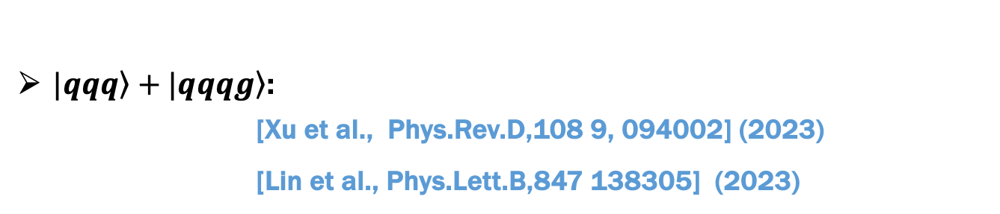 ➢ |qqq⟩ + |qqqg⟩:
[Xu et al., Phys.Rev.D,108 9, 094002] (2023)
[Lin et al., Phys.Lett.B,847 138305] (2023)